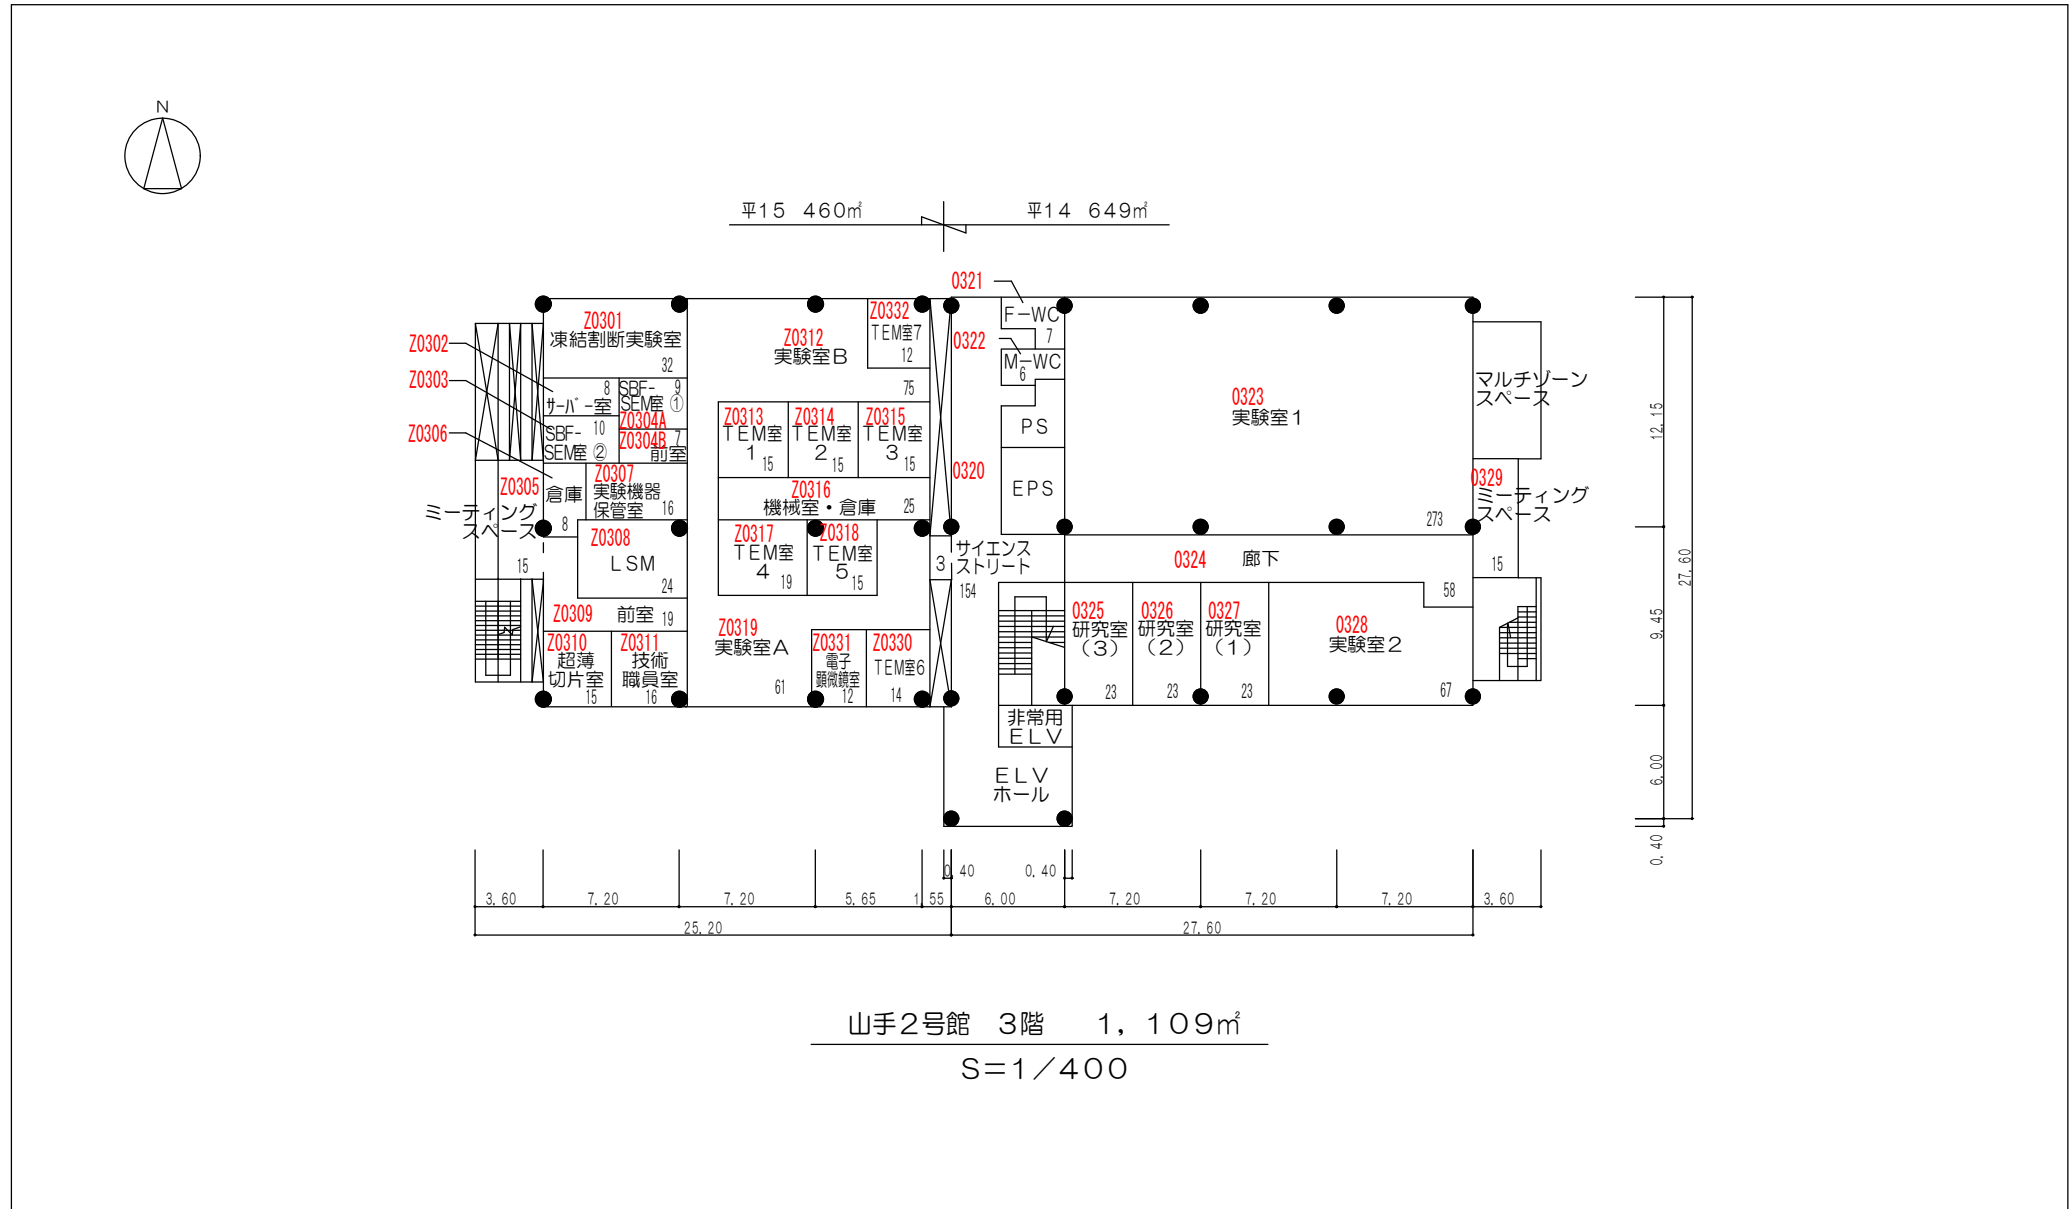 N
平15 460㎡
平14 649㎡
0321
F-WC
7
0322
M-WC
6
PS
EPS
0320
サイエンス
ストリート
3
154
Z0301
凍結割断実験室
32
Z0302
8
サーバー室
Z0303
SBF-
10
SEM室②
SBF-
9
SEM室①
Z0304A
Z0304B
7
前室
Z0305
ミーティング
スペース
15
Z0306
倉庫
8
Z0307
実験機器
保管室
16
Z0308
LSM
24
Z0309
前室
19
Z0310
超薄
切片室
15
Z0311
技術
職員室
16
Z0312
実験室B
75
Z0332
TEM室7
12
Z0313
TEM室
1
15
Z0314
TEM室
2
15
Z0315
TEM室
3
15
Z0316
機械室・倉庫
25
Z0317
TEM室
4
19
Z0318
TEM室
5
15
Z0319
実験室A
61
Z0331
電子
顕微鏡室
12
Z0330
TEM室6
14
0323
実験室1
273
マルチゾーン
スペース
0329
ミーティング
スペース
15
0324
廊下
58
0325
研究室
(3)
23
0326
研究室
(2)
23
0327
研究室
(1)
23
0328
実験室2
67
非常用
ELV
ELV
ホール
12.15
9.45
6.00
0.40
27.60
0.40
0.40
3.60
7.20
7.20
5.65
1.55
6.00
7.20
7.20
7.20
3.60
25.20
27.60
山手2号館 3階 1,109㎡
S=1/400